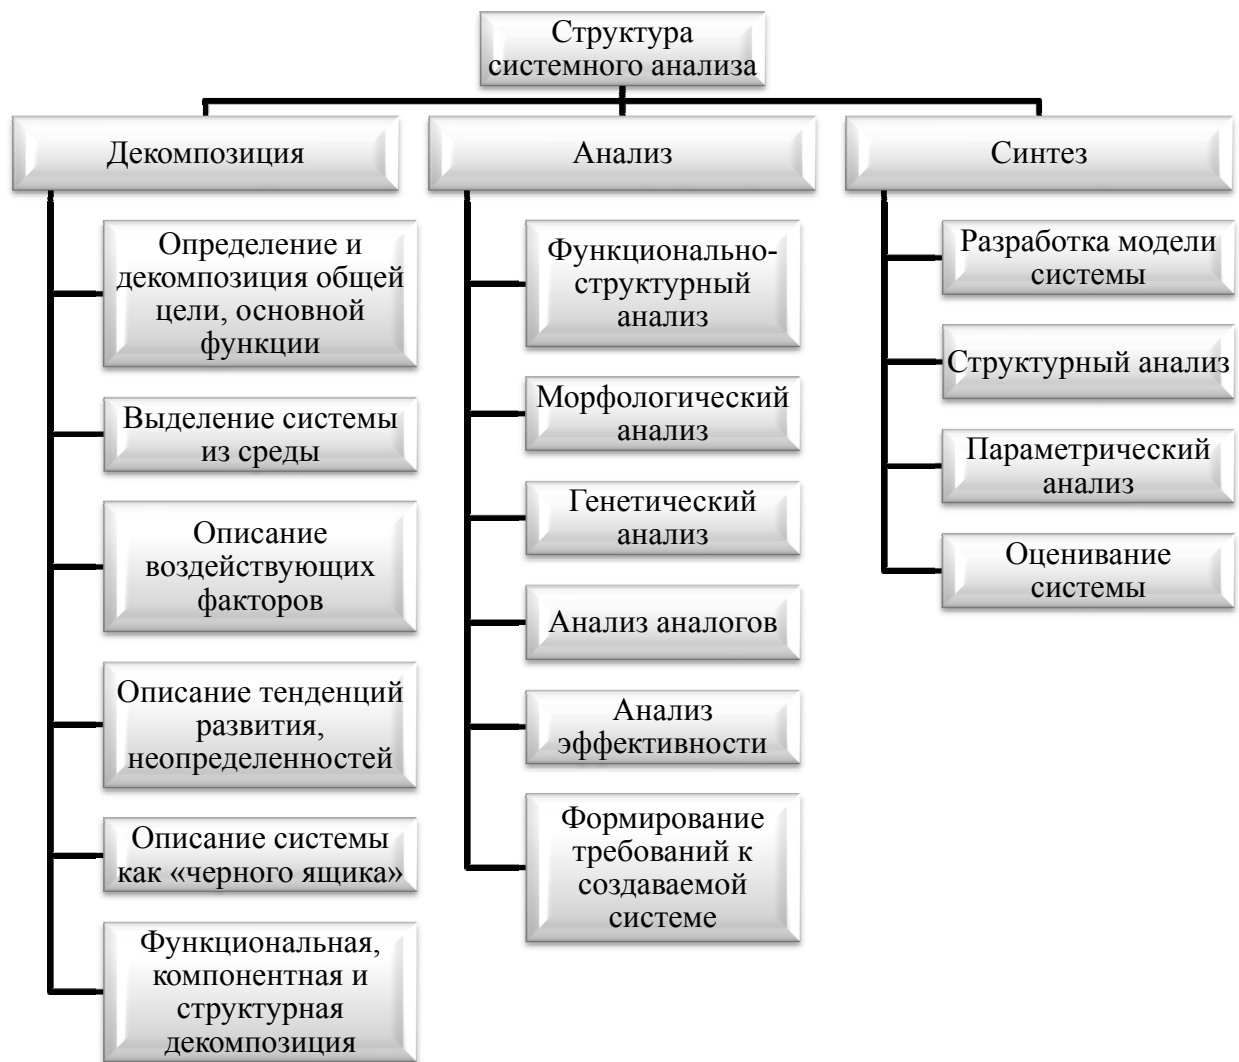 Структура
системного анализа
Декомпозиция
Определение и
декомпозиция общей
цели, основной
функции
Выделение системы
из среды
Описание
воздействующих
факторов
Описание тенденций
развития,
неопределенностей
Описание системы
как «черного ящика»
Функциональная,
компонентная и
структурная
декомпозиция
Анализ
Функционально-
структурный
анализ
Морфологический
анализ
Генетический
анализ
Анализ аналогов
Анализ
эффективности
Формирование
требований к
создаваемой
системе
Синтез
Разработка модели
системы
Структурный анализ
Параметрический
анализ
Оценивание
системы